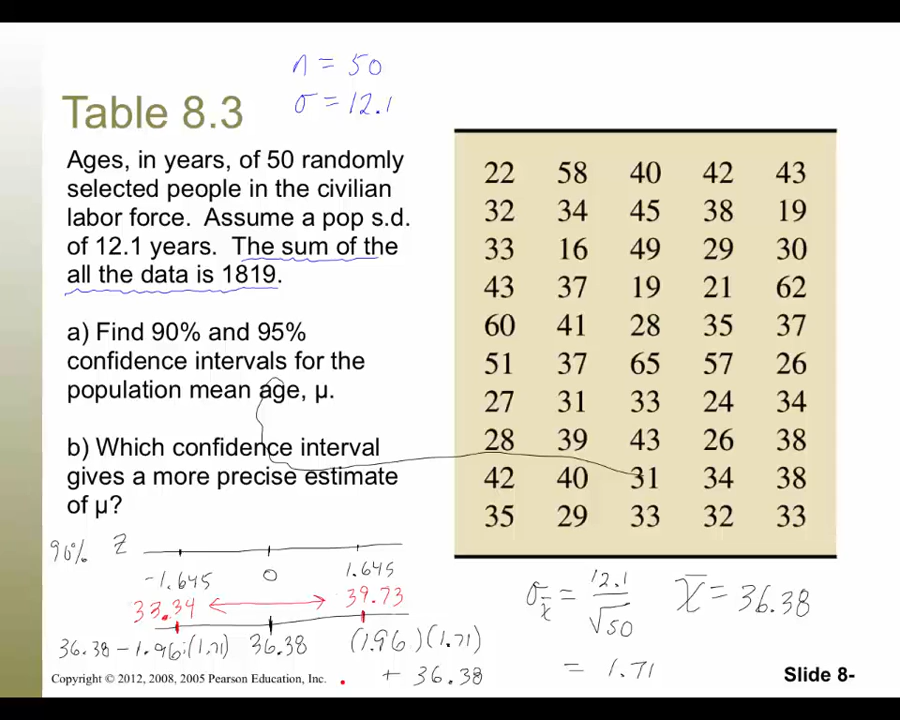 n = 50
σ = 12.1
Table 8.3
Ages, in years, of 50 randomly
selected people in the civilian
labor force. Assume a pop s.d.
of 12.1 years. The sum of the
all the data is 1819.
a) Find 90% and 95%
confidence intervals for the
population mean age, µ.
b) Which confidence interval
gives a more precise estimate
of µ?
22 58 40 42 43
32 34 45 38 19
33 16 49 29 30
43 37 19 21 62
60 41 28 35 37
51 37 65 57 26
27 31 33 24 34
28 39 43 26 38
42 40 31 34 38
35 29 33 32 33
90% Z
-1.645 0 1.645
33.34 39.73
36.38 - 1.96·(1.71) 36.38 (1.96)(1.71)
+ 36.38
σx̄ = 12.1/√50
= 1.71
x̄ = 36.38
Copyright © 2012, 2008, 2005 Pearson Education, Inc.
Slide 8-